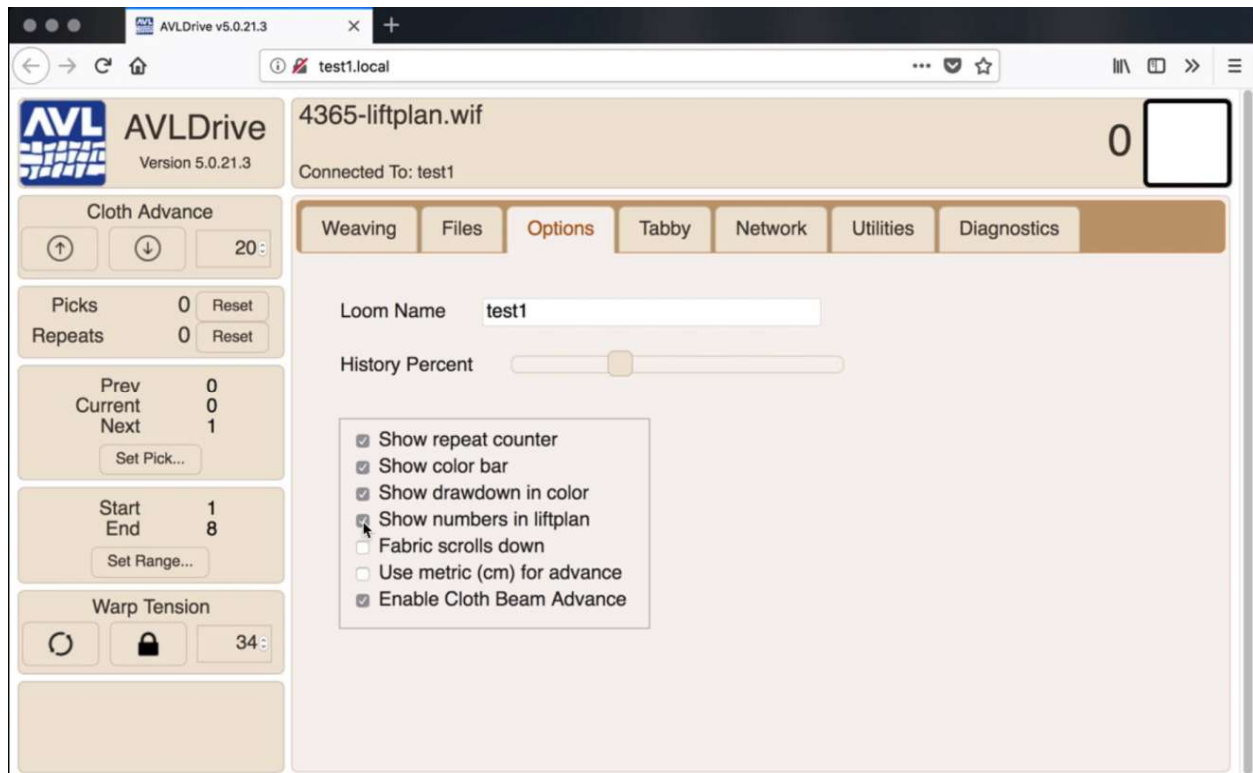 AVLDrive v5.0.21.3
test1.local
AVL
AVLDrive
Version 5.0.21.3
4365-liftplan.wif
Connected To: test1
0
Cloth Advance
20
Picks 0 Reset
Repeats 0 Reset
Prev 0
Current 0
Next 1
Set Pick...
Start 1
End 8
Set Range...
Warp Tension
34
Weaving Files Options Tabby Network Utilities Diagnostics
Loom Name test1
History Percent
Show repeat counter
Show color bar
Show drawdown in color
Show numbers in liftplan
Fabric scrolls down
Use metric (cm) for advance
Enable Cloth Beam Advance